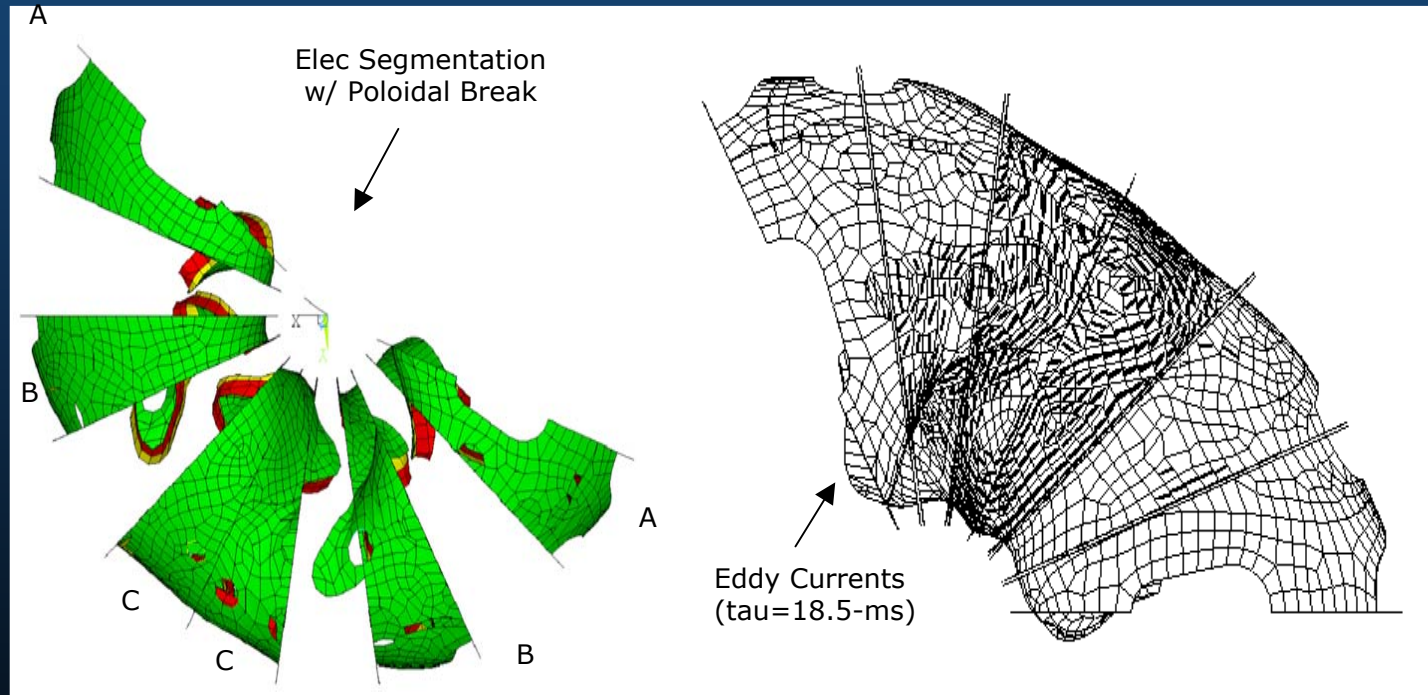 A
Elec Segmentation
w/ Poloidal Break
X
B
A
Eddy Currents
(tau=18.5-ms)
C
C
B